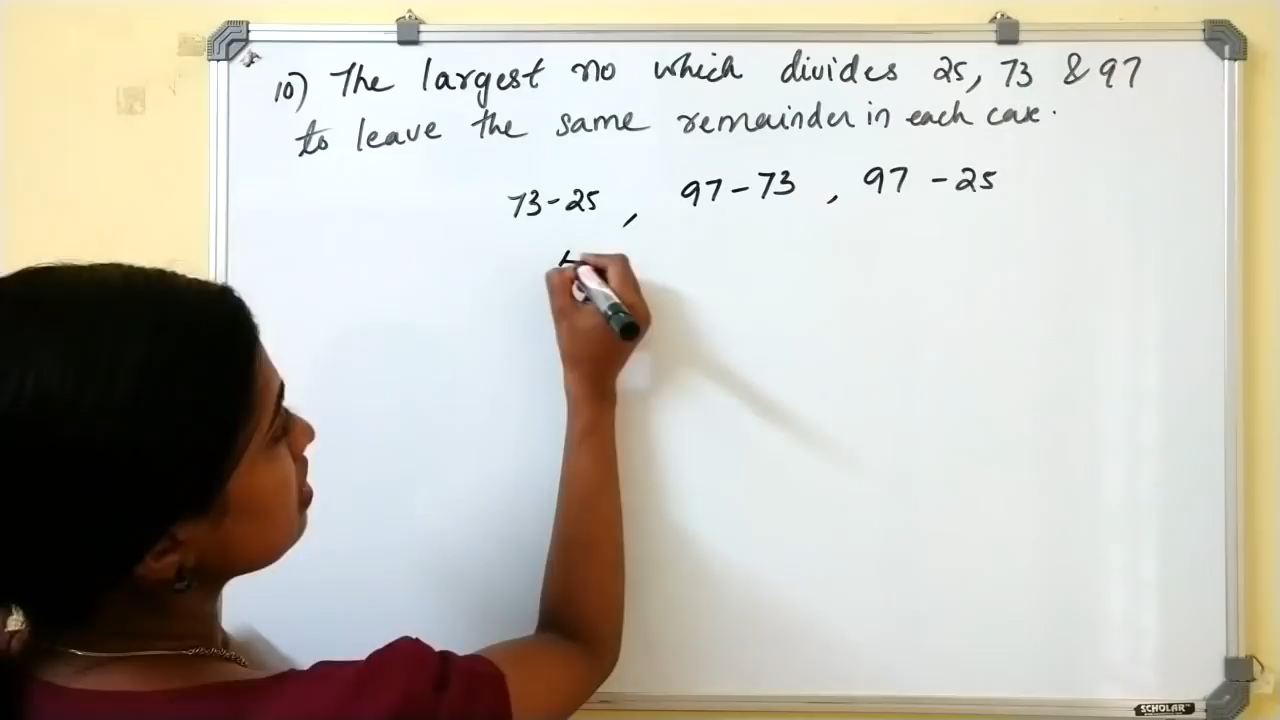 10) The largest no which divides 25, 73 & 97
to leave the same remainder in each case.
73-25 , 97-73 , 97-25
SCHOLAR